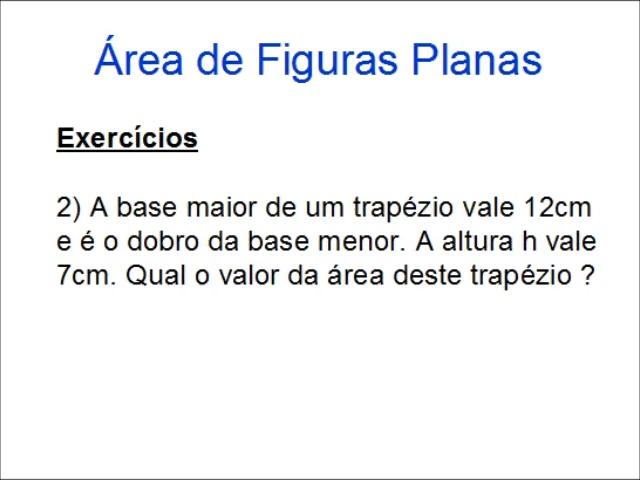 Área de Figuras Planas
Exercícios
2) A base maior de um trapézio vale 12cm
e é o dobro da base menor. A altura h vale
7cm. Qual o valor da área deste trapézio ?